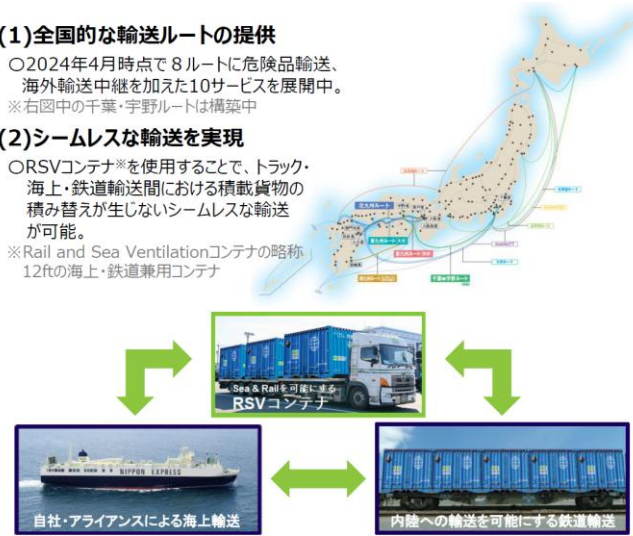 (1)全国的な輸送ルートの提供
○2024年4月時点で8ルートに危険品輸送、
海外輸送中継を加えた10サービスを展開中。
※右図中の千葉・宇野ルートは構築中
(2)シームレスな輸送を実現
○RSVコンテナ※を使用することで、トラック・
海上・鉄道輸送間における積載貨物の
積み替えが生じないシームレスな輸送
が可能。
※Rail and Sea Ventilationコンテナの略称
12ftの海上・鉄道兼用コンテナ
北九州ルート
千葉⇔宇野ルート
Sea & Railを可能にする
RSVコンテナ
NIPPON EXPRESS
自社・アライアンスによる海上輸送
内陸への輸送を可能にする鉄道輸送